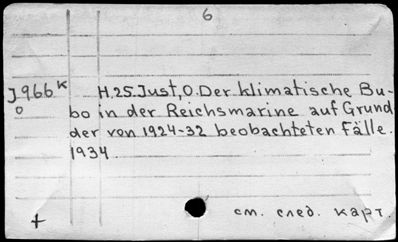 6
J966ᴷ H.25. Just, O. Der klimatische Bu-
o bo in der Reichsmarine auf Grund
der von 1924-32 beobachteten Fälle.
1934
+ см. след. карт.